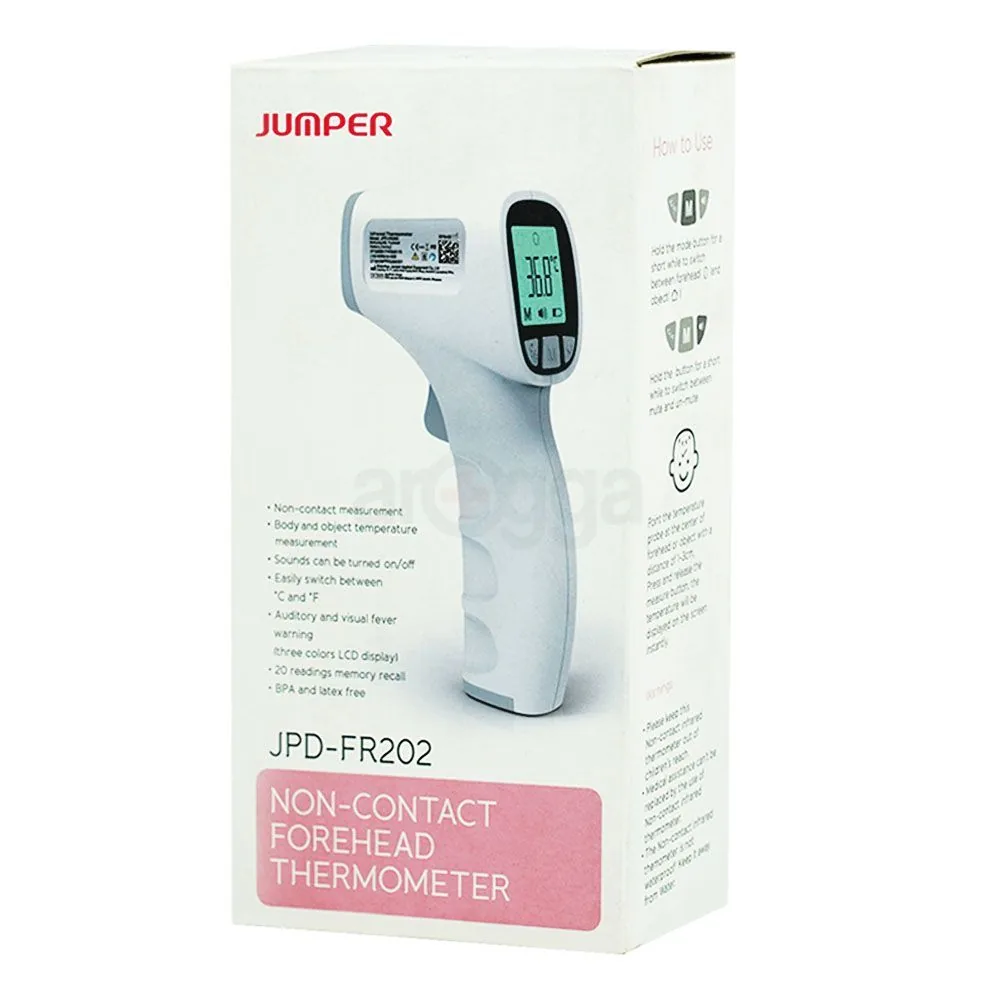 JUMPER
36.8°C
M
M
• Non-contact measurement
• Body and object temperature
measurement
• Sounds can be turned on/off
• Easily switch between
°C and °F
• Auditory and visual fever
warning
(three colors LCD display)
• 20 readings memory recall
• BPA and latex free
JPD-FR202
NON-CONTACT
FOREHEAD
THERMOMETER
arogga
How to Use
M
Hold the mode button for a
short while to switch
between forehead( ) and
object( )
M
Hold the button for a short
while to switch between
mute and un-mute
Point the temperature
probe at the center of
forehead or object with a
distance of 1-3cm,
Press and release the
measure button, the
temperature will be
displayed on the screen
instantly.
Warnings:
• Please keep this
Non-contact infrared
thermometer out of
children's reach.
• Medical assistance can't be
replaced by the use of
Non-contact infrared
thermometer.
• The Non-contact infrared
thermometer is not
waterproof! Keep it away
from Water.